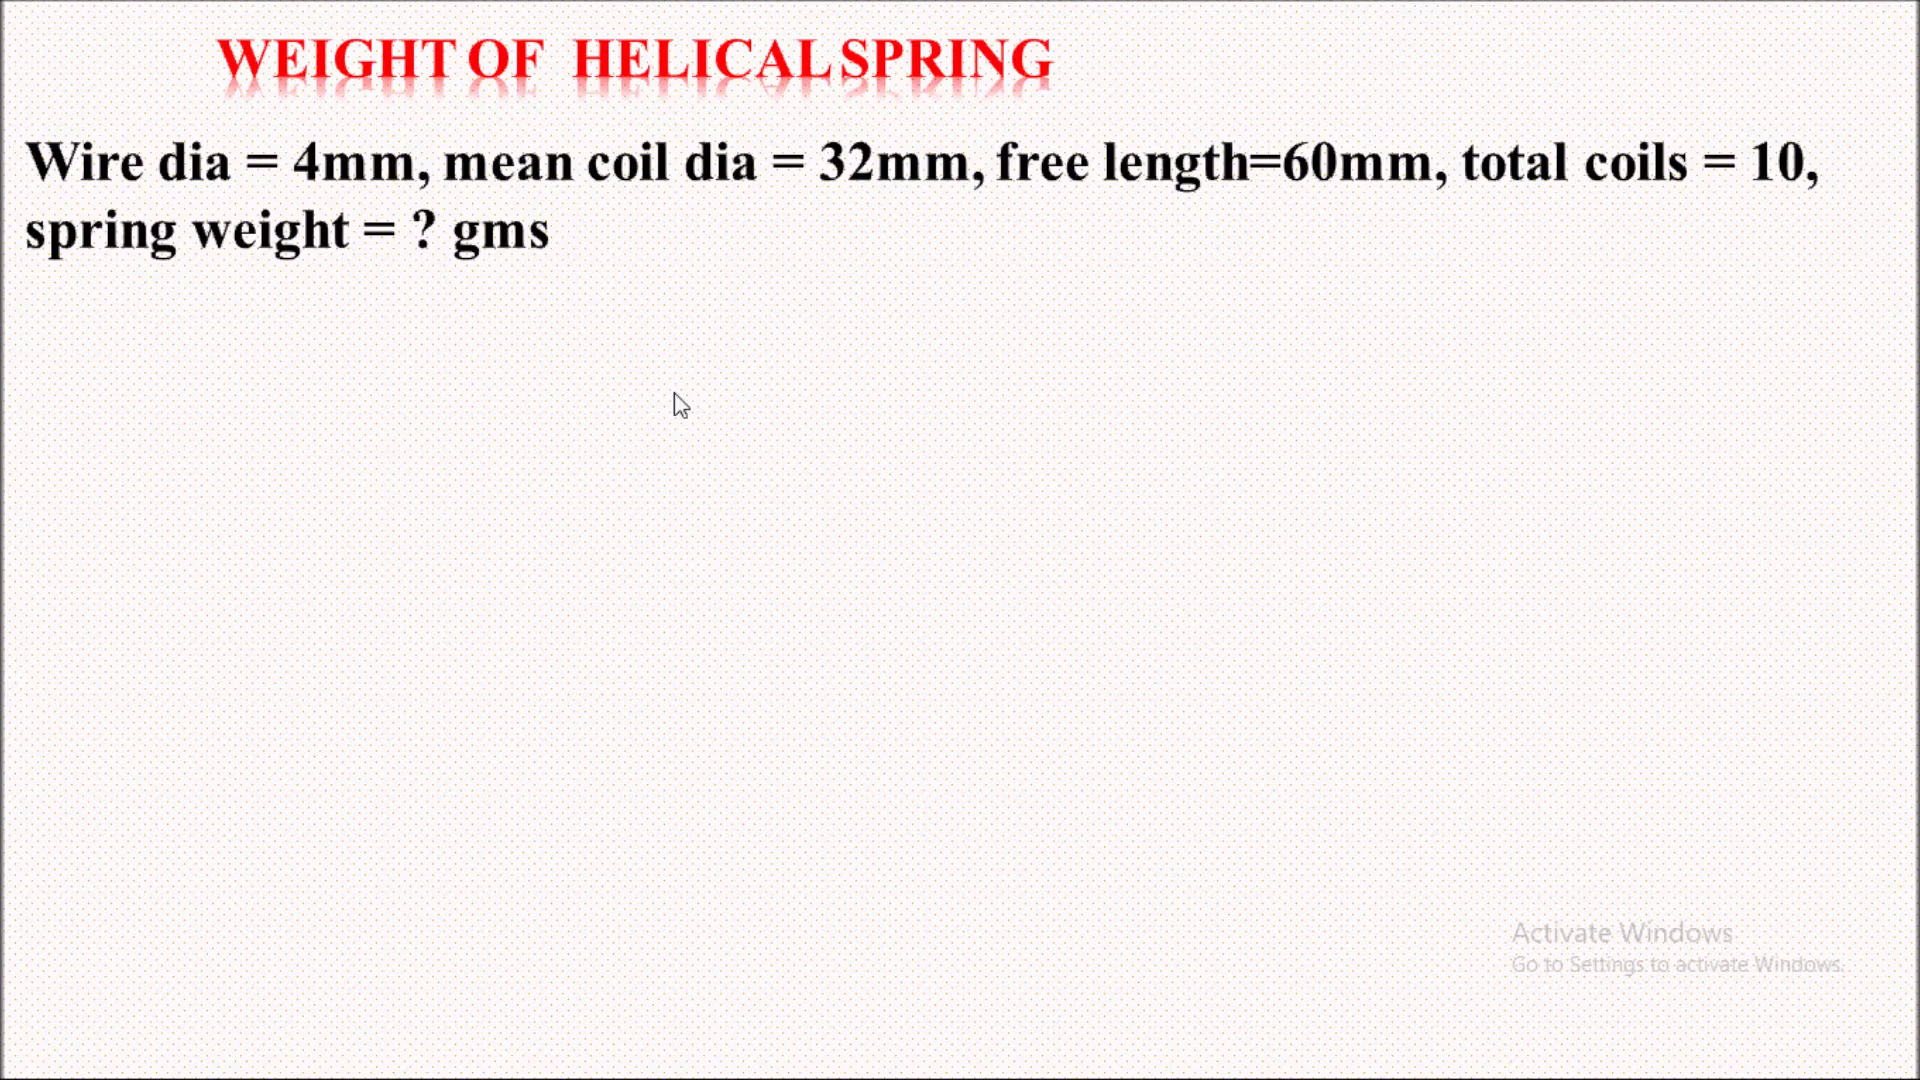 WEIGHT OF HELICAL SPRING
Wire dia = 4mm, mean coil dia = 32mm, free length=60mm, total coils = 10,
spring weight = ? gms
Activate Windows
Go to Settings to activate Windows.